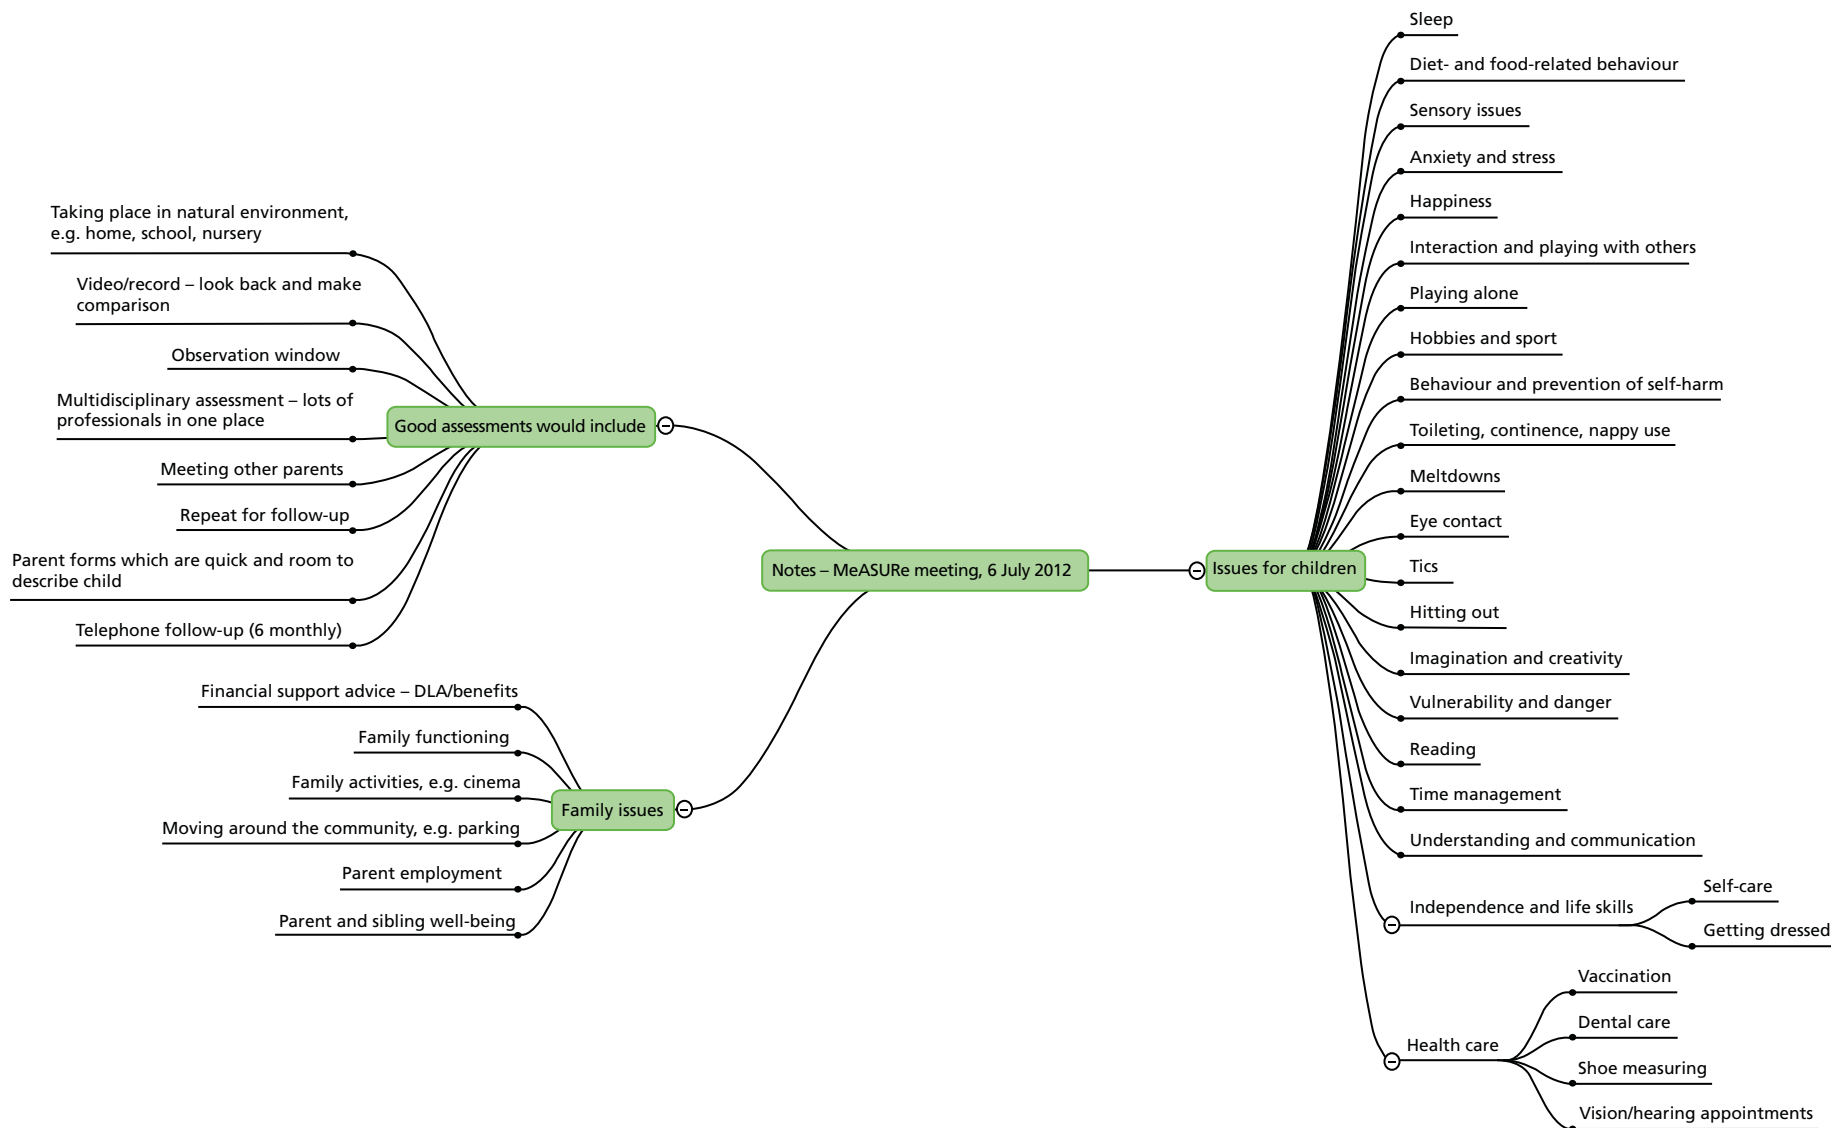 Notes – MeASURe meeting, 6 July 2012
Good assessments would include
Taking place in natural environment,
e.g. home, school, nursery
Video/record – look back and make
comparison
Observation window
Multidisciplinary assessment – lots of
professionals in one place
Meeting other parents
Repeat for follow-up
Parent forms which are quick and room to
describe child
Telephone follow-up (6 monthly)
Family issues
Financial support advice – DLA/benefits
Family functioning
Family activities, e.g. cinema
Moving around the community, e.g. parking
Parent employment
Parent and sibling well-being
Issues for children
Sleep
Diet- and food-related behaviour
Sensory issues
Anxiety and stress
Happiness
Interaction and playing with others
Playing alone
Hobbies and sport
Behaviour and prevention of self-harm
Toileting, continence, nappy use
Meltdowns
Eye contact
Tics
Hitting out
Imagination and creativity
Vulnerability and danger
Reading
Time management
Understanding and communication
Independence and life skills
Self-care
Getting dressed
Health care
Vaccination
Dental care
Shoe measuring
Vision/hearing appointments